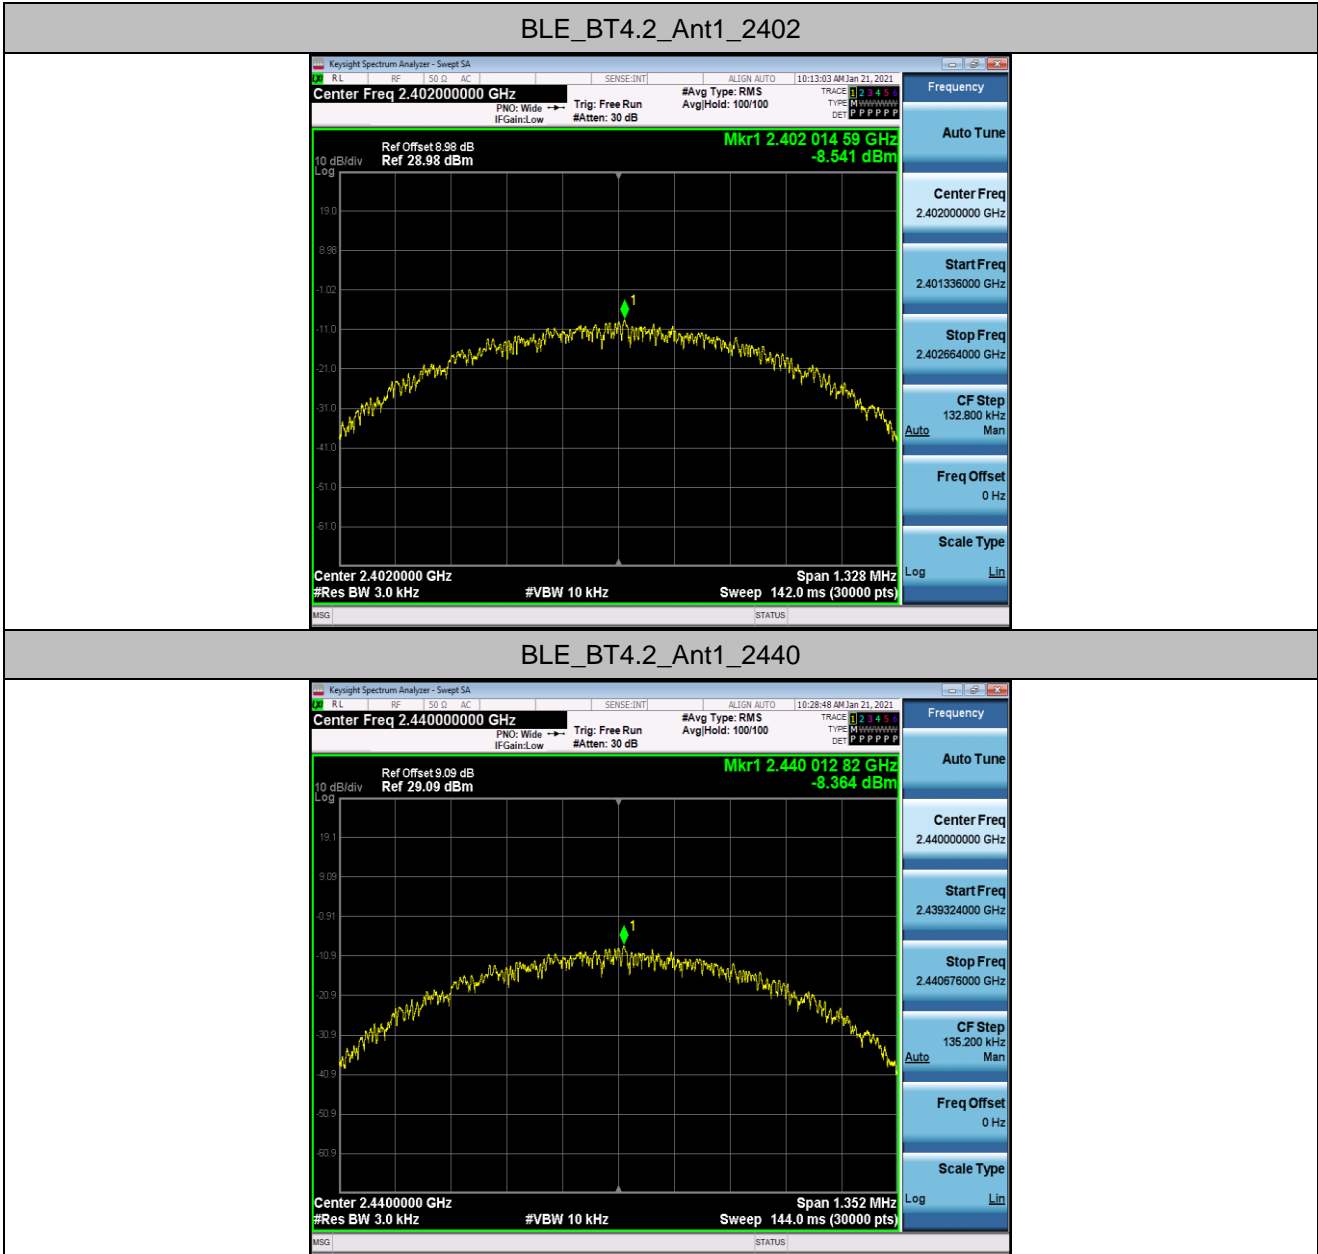 BLE_BT4.2_Ant1_2402
Keysight Spectrum Analyzer - Swept SA
RL RF 50 Ω AC SENSE:INT ALIGN AUTO 10:13:03 AM Jan 21, 2021
Center Freq 2.402000000 GHz
PNO: Wide
IFGain:Low
Trig: Free Run
#Atten: 30 dB
#Avg Type: RMS
Avg|Hold: 100/100
TRACE 1 2 3 4 5 6
TYPE M WWWWW
DET P P P P P P
Frequency
Mkr1 2.402 014 59 GHz
-8.541 dBm
Ref Offset 8.98 dB
10 dB/div Ref 28.98 dBm
Log
19.0
8.98
-1.02
-11.0
-21.0
-31.0
-41.0
-51.0
-61.0
1
Center 2.4020000 GHz Span 1.328 MHz
#Res BW 3.0 kHz #VBW 10 kHz Sweep 142.0 ms (30000 pts)
MSG STATUS
Auto Tune
Center Freq
2.402000000 GHz
Start Freq
2.401336000 GHz
Stop Freq
2.402664000 GHz
CF Step
132.800 kHz
Auto Man
Freq Offset
0 Hz
Scale Type
Log Lin
BLE_BT4.2_Ant1_2440
Keysight Spectrum Analyzer - Swept SA
RL RF 50 Ω AC SENSE:INT ALIGN AUTO 10:28:48 AM Jan 21, 2021
Center Freq 2.440000000 GHz
PNO: Wide
IFGain:Low
Trig: Free Run
#Atten: 30 dB
#Avg Type: RMS
Avg|Hold: 100/100
TRACE 1 2 3 4 5 6
TYPE M WWWWW
DET P P P P P P
Frequency
Mkr1 2.440 012 82 GHz
-8.364 dBm
Ref Offset 9.09 dB
10 dB/div Ref 29.09 dBm
Log
19.1
9.09
-0.91
-10.9
-20.9
-30.9
-40.9
-50.9
-60.9
1
Center 2.4400000 GHz Span 1.352 MHz
#Res BW 3.0 kHz #VBW 10 kHz Sweep 144.0 ms (30000 pts)
MSG STATUS
Auto Tune
Center Freq
2.440000000 GHz
Start Freq
2.439324000 GHz
Stop Freq
2.440676000 GHz
CF Step
135.200 kHz
Auto Man
Freq Offset
0 Hz
Scale Type
Log Lin